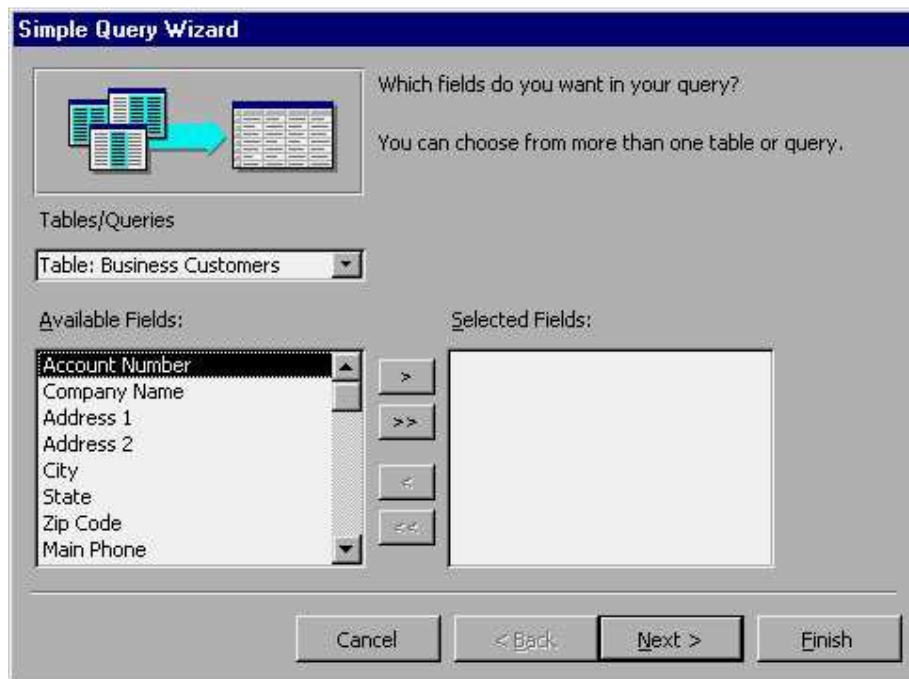 Simple Query Wizard
Which fields do you want in your query?
You can choose from more than one table or query.
Tables/Queries
Table: Business Customers
Available Fields:
Selected Fields:
Account Number
Company Name
Address 1
Address 2
City
State
Zip Code
Main Phone
>
>>
<
<<
Cancel
< Back
Next >
Finish